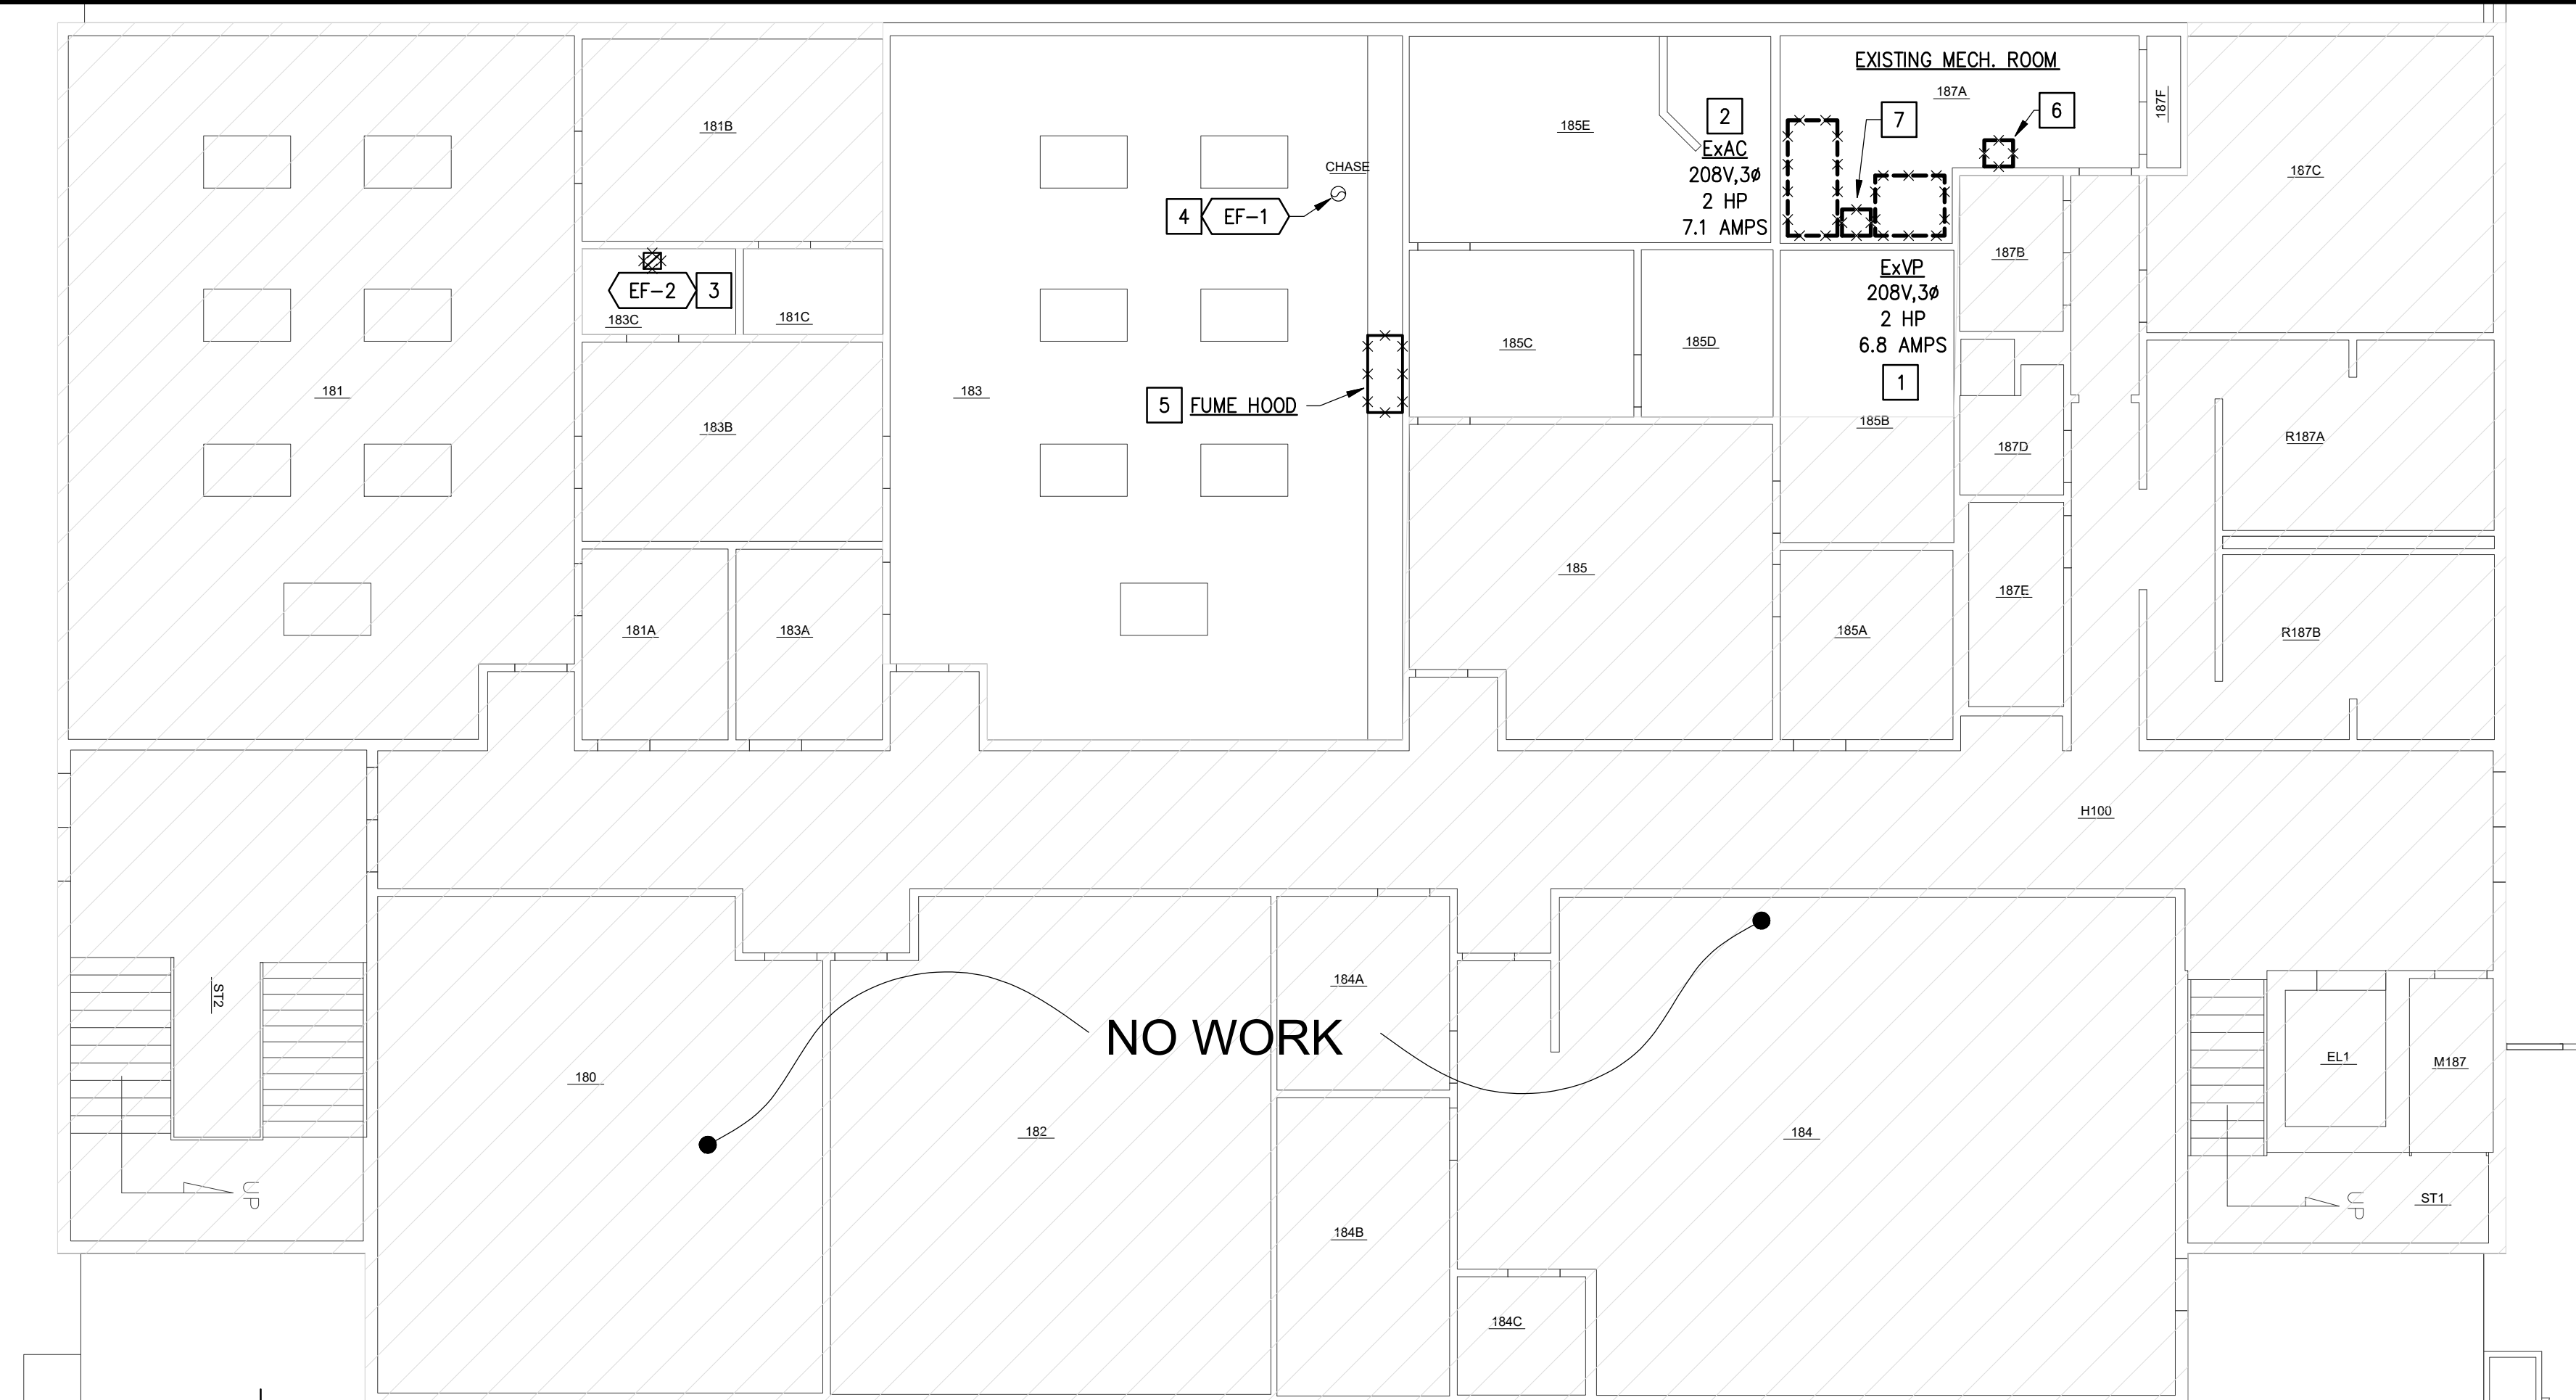 EXISTING MECH. ROOM
187A
187F
6
7
2
ExAC
208V,3ø
2 HP
7.1 AMPS
181B
185E
CHASE
4
EF-1
187C
EF-2
3
183C
181C
187B
ExVP
208V,3ø
2 HP
6.8 AMPS
1
185C
185D
181
183
5
FUME HOOD
183B
185B
187D
R187A
185
187E
181A
183A
185A
R187B
H100
ST2
184A
NO WORK
180
182
184
EL1
M187
UP
UP
ST1
184B
184C